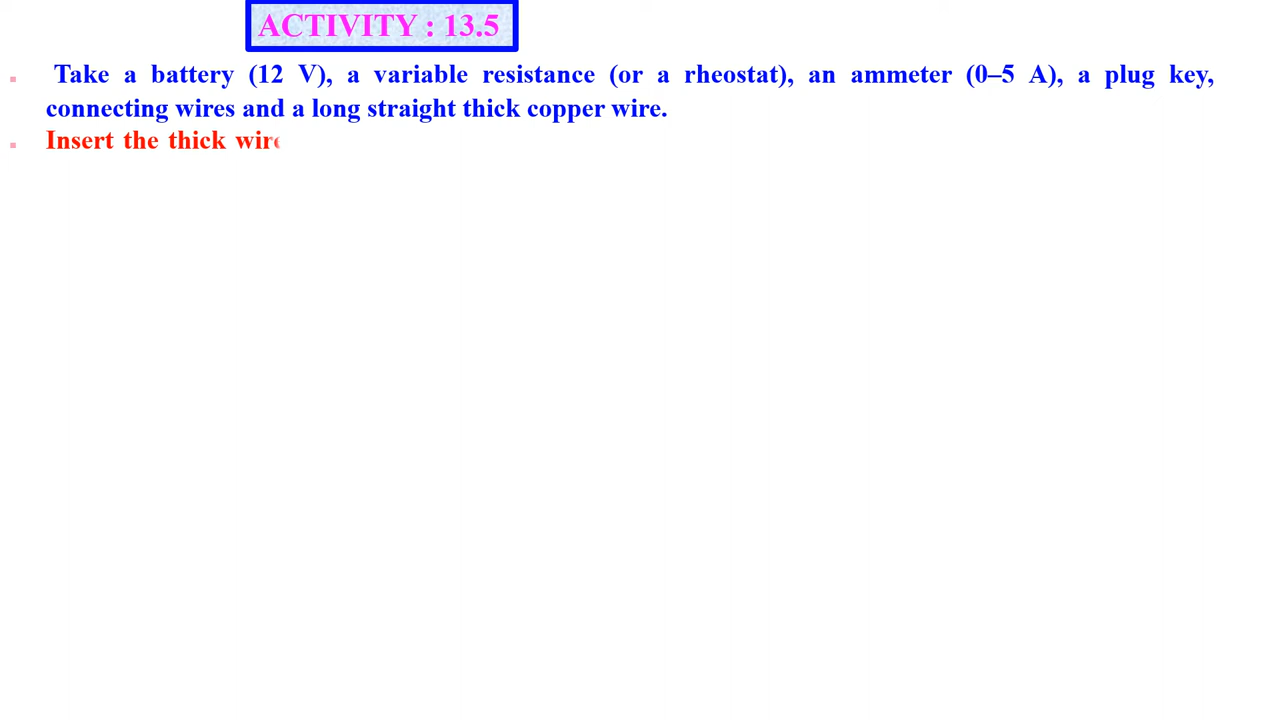 ACTIVITY : 13.5
Take a battery (12 V), a variable resistance (or a rheostat), an ammeter (0–5 A), a plug key,
connecting wires and a long straight thick copper wire.
Insert the thick wire